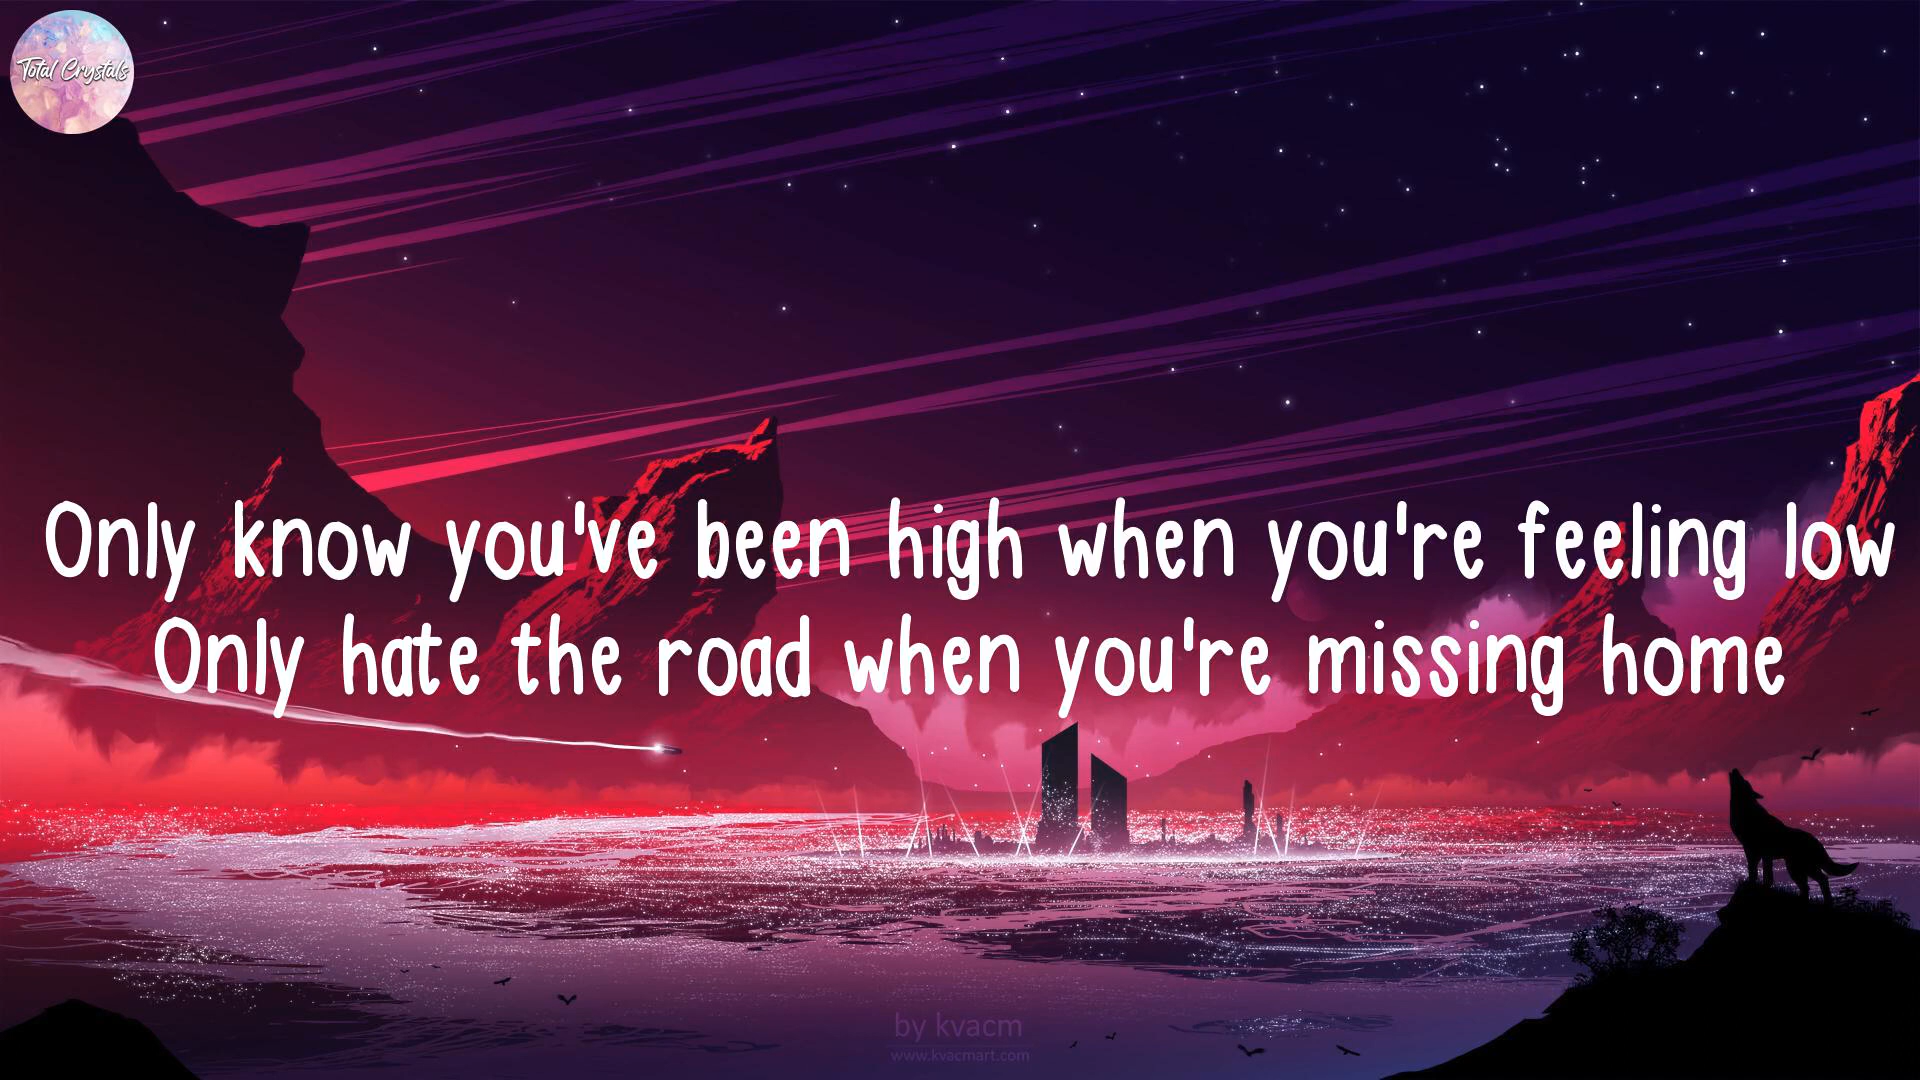 Total Crystals
Only know you've been high when you're feeling low
Only hate the road when you're missing home
by kvacm
www.kvacmart.com